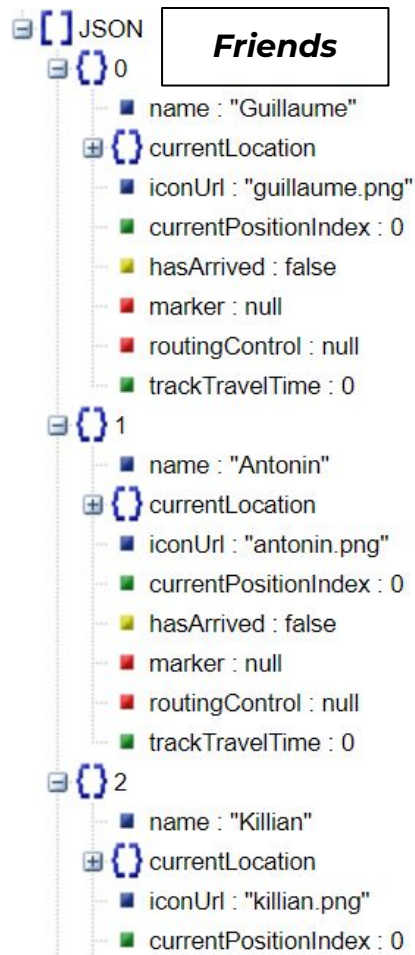 JSON
Friends
0
name : "Guillaume"
currentLocation
iconUrl : "guillaume.png"
currentPositionIndex : 0
hasArrived : false
marker : null
routingControl : null
trackTravelTime : 0
1
name : "Antonin"
currentLocation
iconUrl : "antonin.png"
currentPositionIndex : 0
hasArrived : false
marker : null
routingControl : null
trackTravelTime : 0
2
name : "Killian"
currentLocation
iconUrl : "killian.png"
currentPositionIndex : 0